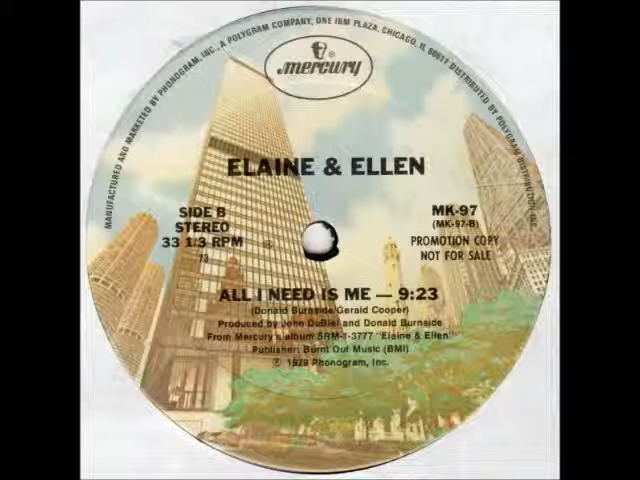 MANUFACTURED AND MARKETED BY PHONOGRAM, INC., A POLYGRAM COMPANY, ONE IBM PLAZA, CHICAGO, IL 60611 DISTRIBUTED BY POLYGRAM DISTRIBUTION, INC.
mercury®
ELAINE & ELLEN
SIDE B
STEREO
33 1/3 RPM
13
MK-97
(MK-97-B)
PROMOTION COPY
NOT FOR SALE
ALL I NEED IS ME — 9:23
(Donald Burnside/Gerald Cooper)
Produced by John DuBiel and Donald Burnside
From Mercury's album SRM-1-3777 "Elaine & Ellen"
Publisher: Burnt Out Music (BMI)
℗ 1979 Phonogram, Inc.